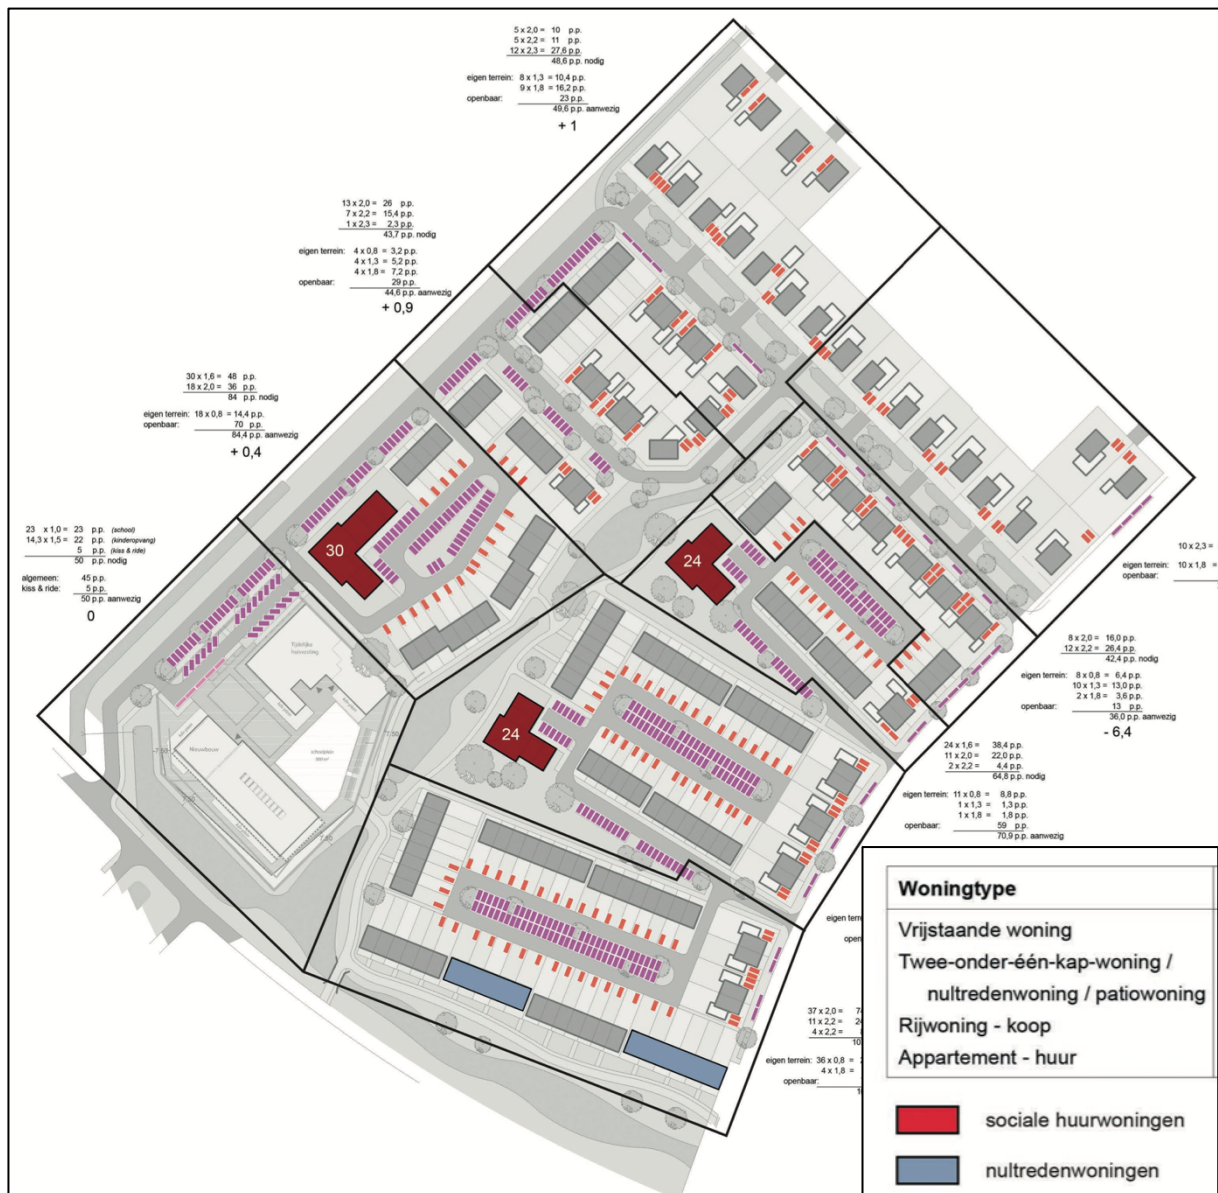 5 x 2,0 = 10 p.p.
5 x 2,2 = 11 p.p.
12 x 2,3 = 27,6 p.p.
48,6 p.p. nodig
eigen terrein: 8 x 1,3 = 10,4 p.p.
9 x 1,8 = 16,2 p.p.
openbaar: 23 p.p.
49,6 p.p. aanwezig
+ 1
13 x 2,0 = 26 p.p.
7 x 2,2 = 15,4 p.p.
1 x 2,3 = 2,3 p.p.
43,7 p.p. nodig
eigen terrein: 4 x 0,8 = 3,2 p.p.
4 x 1,3 = 5,2 p.p.
4 x 1,8 = 7,2 p.p.
openbaar: 29 p.p.
44,6 p.p. aanwezig
+ 0,9
30 x 1,6 = 48 p.p.
18 x 2,0 = 36 p.p.
84 p.p. nodig
eigen terrein: 18 x 0,8 = 14,4 p.p.
openbaar: 70 p.p.
84,4 p.p. aanwezig
+ 0,4
23 x 1,0 = 23 p.p. (school)
14,3 x 1,5 = 22 p.p. (kinderopvang)
5 p.p. (kiss & ride)
50 p.p. nodig
algemeen: 45 p.p.
kiss & ride: 5 p.p.
50 p.p. aanwezig
0
30
24
24
Tijdelijke
huisvesting
Nieuwbouw
schoolplein
7,50
7,50
7,50
10 x 2,3 =
eigen terrein: 10 x 1,8 =
openbaar:
8 x 2,0 = 16,0 p.p.
12 x 2,2 = 26,4 p.p.
42,4 p.p. nodig
eigen terrein: 8 x 0,8 = 6,4 p.p.
10 x 1,3 = 13,0 p.p.
2 x 1,8 = 3,6 p.p.
openbaar: 13 p.p.
36,0 p.p. aanwezig
- 6,4
24 x 1,6 = 38,4 p.p.
11 x 2,0 = 22,0 p.p.
2 x 2,2 = 4,4 p.p.
64,8 p.p. nodig
eigen terrein: 11 x 0,8 = 8,8 p.p.
1 x 1,3 = 1,3 p.p.
1 x 1,8 = 1,8 p.p.
openbaar: 59 p.p.
70,9 p.p. aanwezig
eigen
37 x 2,0 =
11 x 2,2 =
4 x 2,2 =
eigen terrein: 36 x 0,8 =
4 x 1,8 =
openbaar:
Woningtype
Vrijstaande woning
Twee-onder-één-kap-woning /
nultredenwoning / patiowoning
Rijwoning - koop
Appartement - huur
sociale huurwoningen
nultredenwoningen